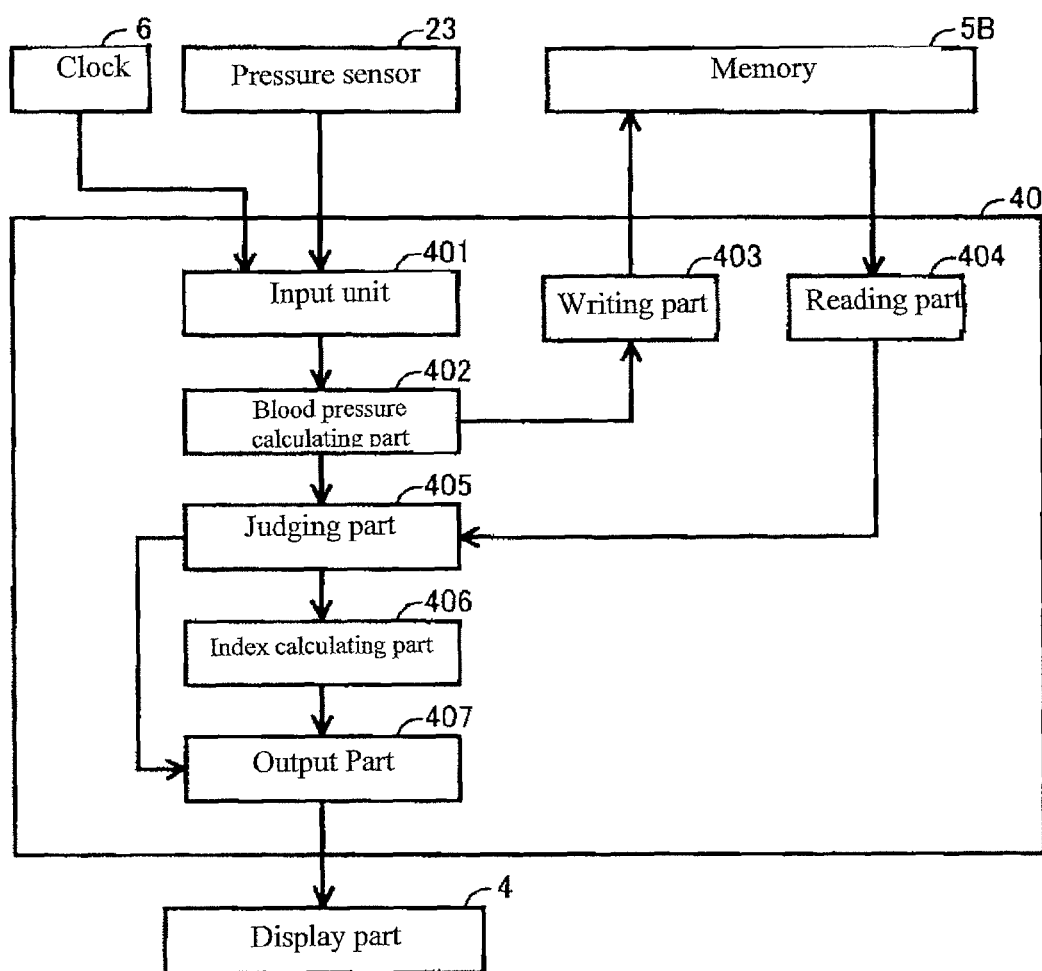 6
23
5B
Clock
Pressure sensor
Memory
40
401
403
404
Input unit
Writing part
Reading part
402
Blood pressure
calculating part
405
Judging part
406
Index calculating part
407
Output Part
4
Display part